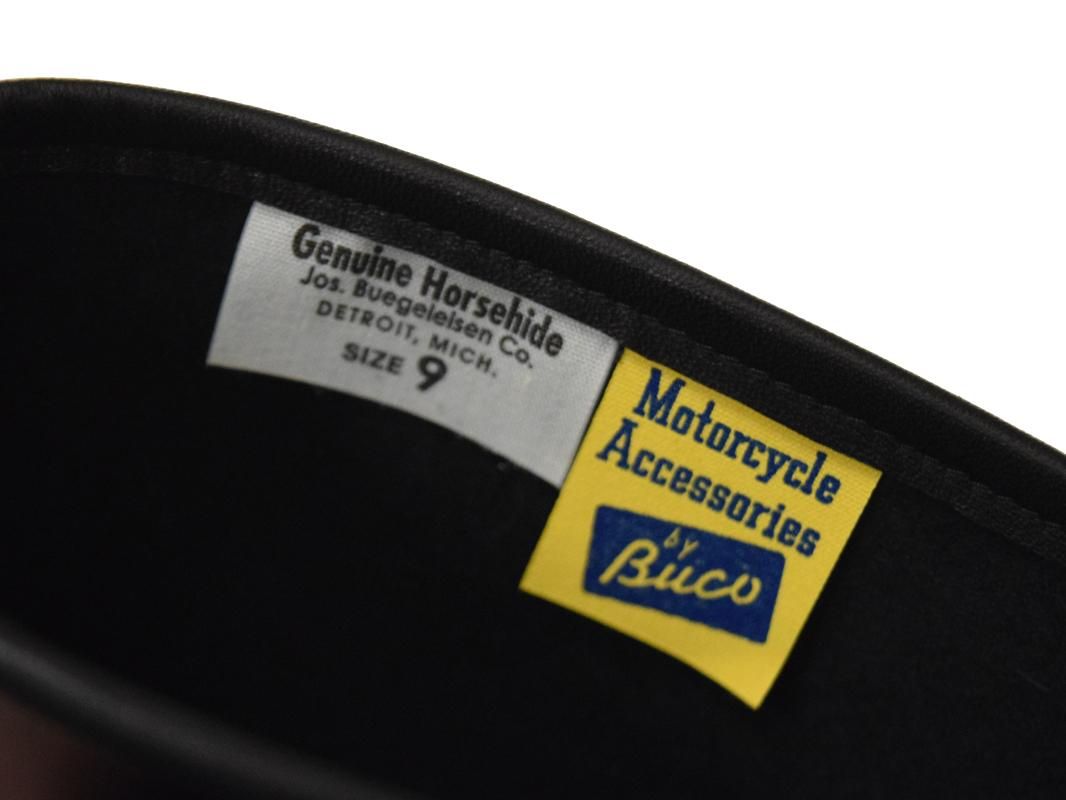 Genuine Horsehide
Jos. Buegeleisen Co.
DETROIT, MICH.
SIZE 9
Motorcycle
Accessories
BY
Buco